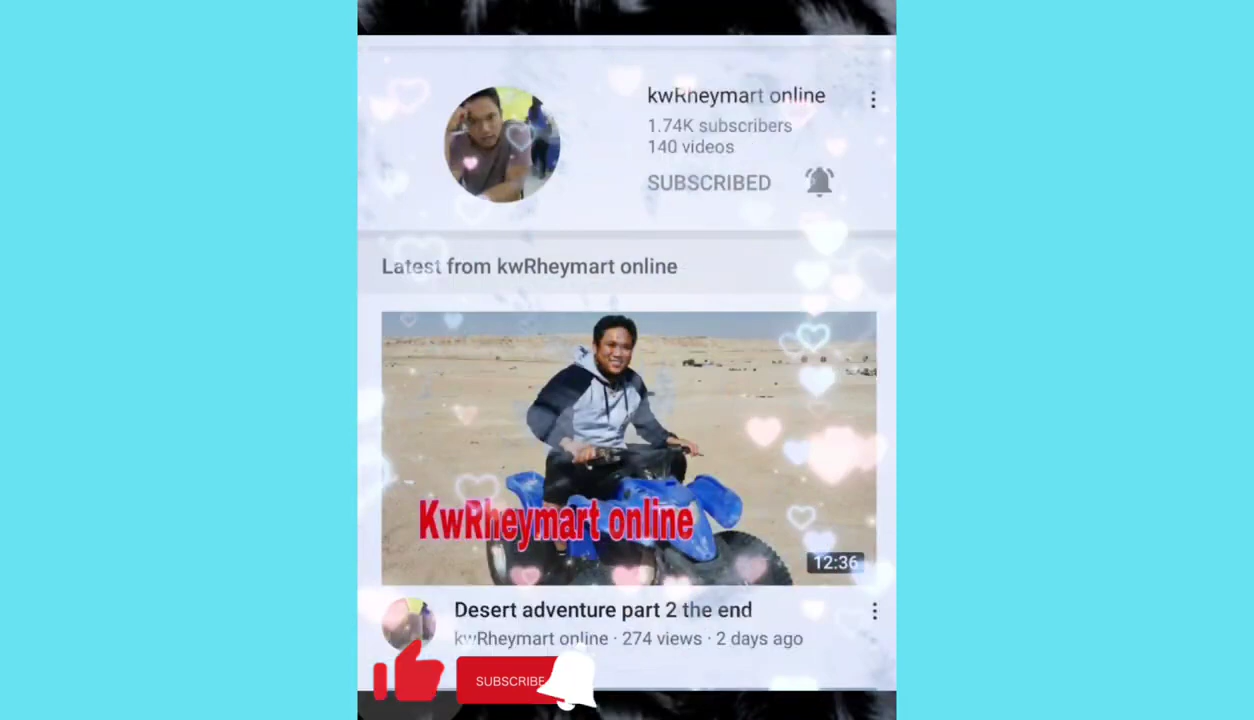 kwRheymart online
1.74K subscribers
140 videos
SUBSCRIBED
Latest from kwRheymart online
KwRheymart online
12:36
Desert adventure part 2 the end
kwRheymart online · 274 views · 2 days ago
SUBSCRIBE